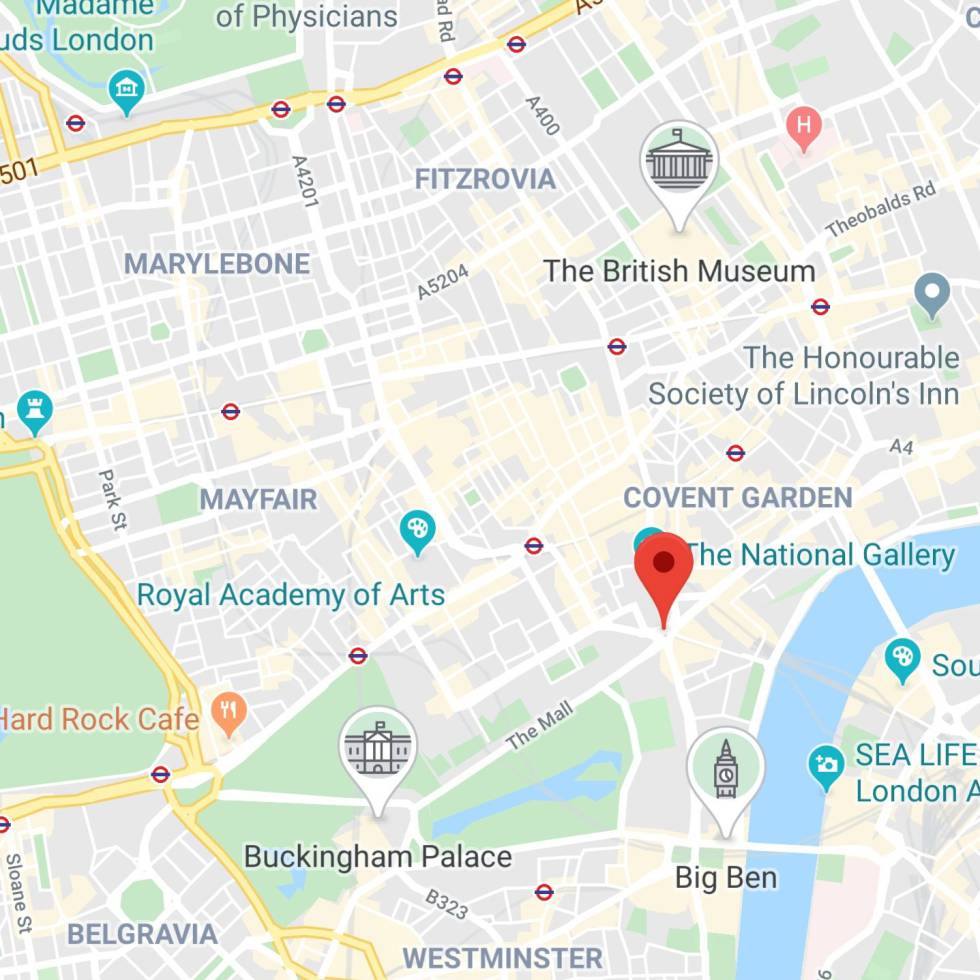 Madame
uds London
of Physicians
ad Rd
A400
H
501
A4201
FITZROVIA
Theobalds Rd
MARYLEBONE
A5204
The British Museum
The Honourable
Society of Lincoln's Inn
A4
Park St
MAYFAIR
COVENT GARDEN
The National Gallery
Royal Academy of Arts
Sou
Hard Rock Cafe
The Mall
SEA LIFE
London A
Buckingham Palace
Big Ben
Sloane St
B323
BELGRAVIA
WESTMINSTER